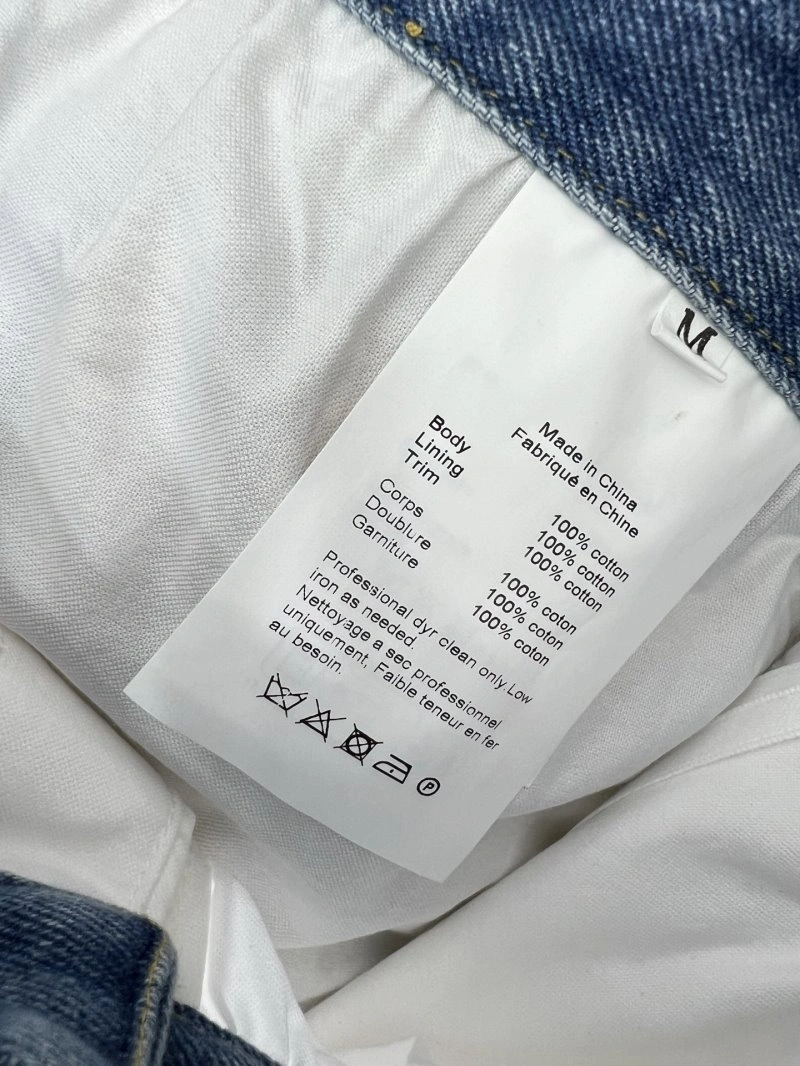 M
Made in China
Fabriqué en Chine
Body 100% cotton
Lining 100% cotton
Trim 100% cotton
Corps 100% coton
Doublure 100% coton
Garniture 100% coton
Professional dyr clean only. Low
iron as needed.
Nettoyage a sec professionnel
uniquement, Faible teneur en fer
au besoin.
P